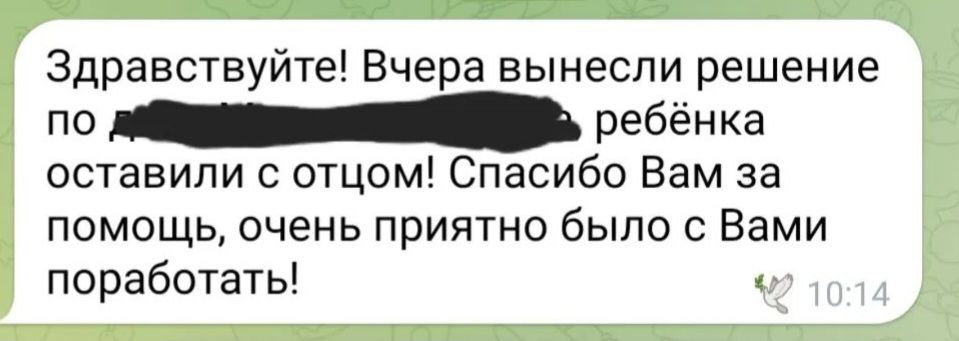 Здравствуйте! Вчера вынесли решение
по ребёнка
оставили с отцом! Спасибо Вам за
помощь, очень приятно было с Вами
поработать!
10:14